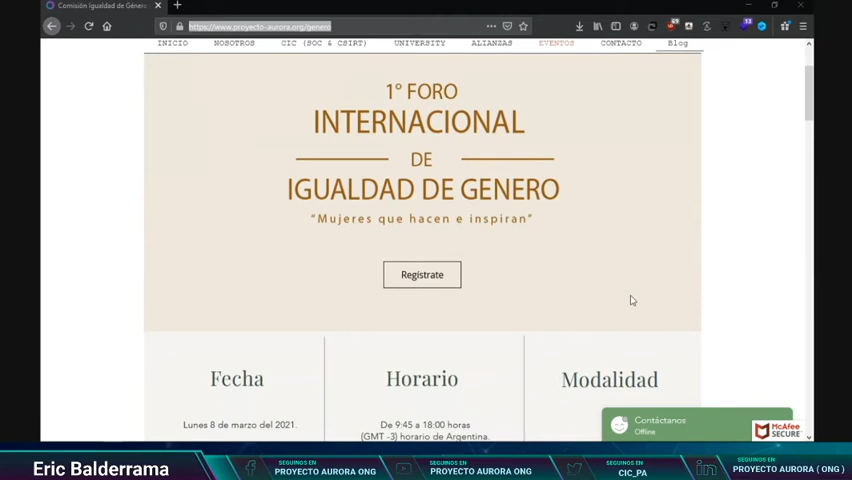 Comisión Igualdad de Género
https://www.proyecto-aurora.org/genero
69
13
INICIO NOSOTROS CIC (SOC & CSIRT) UNIVERSITY ALIANZAS EVENTOS CONTACTO Blog
1° FORO
INTERNACIONAL
DE
IGUALDAD DE GENERO
“Mujeres que hacen e inspiran”
Regístrate
Fecha Horario Modalidad
Lunes 8 de marzo del 2021.
De 9:45 a 18:00 horas
(GMT -3) horario de Argentina.
Contáctanos
Offline
McAfee
SECURE
Eric Balderrama
SEGUINOS EN
PROYECTO AURORA ONG
SEGUINOS EN
PROYECTO AURORA ONG
SEGUINOS EN
CIC_PA
SEGUINOS EN
PROYECTO AURORA ( ONG )